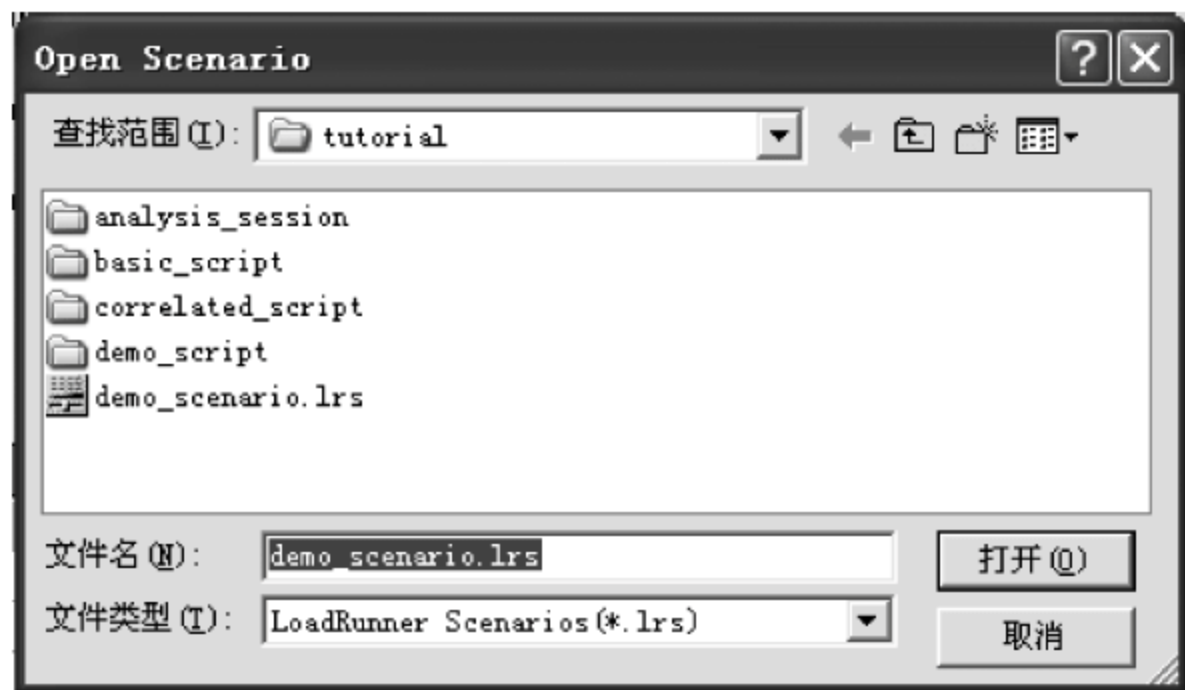 Open Scenario
查找范围(I): tutorial
analysis_session
basic_script
correlated_script
demo_script
demo_scenario.lrs
文件名(N): demo_scenario.lrs 打开(O)
文件类型(T): LoadRunner Scenarios(*.lrs) 取消